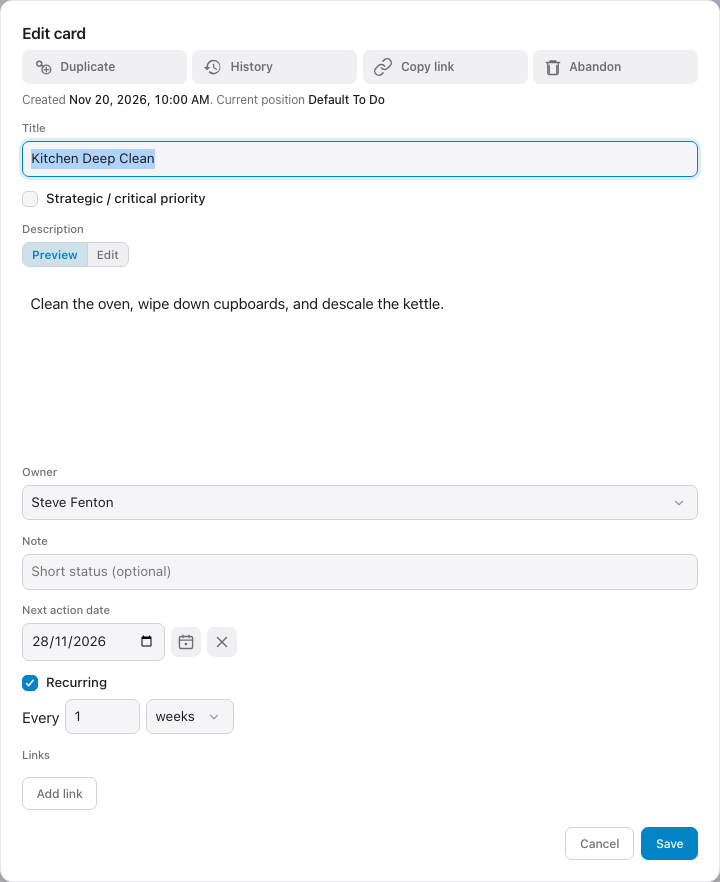 Edit card
Duplicate
History
Copy link
Abandon
Created Nov 20, 2026, 10:00 AM. Current position Default To Do
Title
Kitchen Deep Clean
Strategic / critical priority
Description
Preview
Edit
Clean the oven, wipe down cupboards, and descale the kettle.
Owner
Steve Fenton
Note
Short status (optional)
Next action date
28/11/2026
Recurring
Every 1 weeks
Links
Add link
Cancel
Save